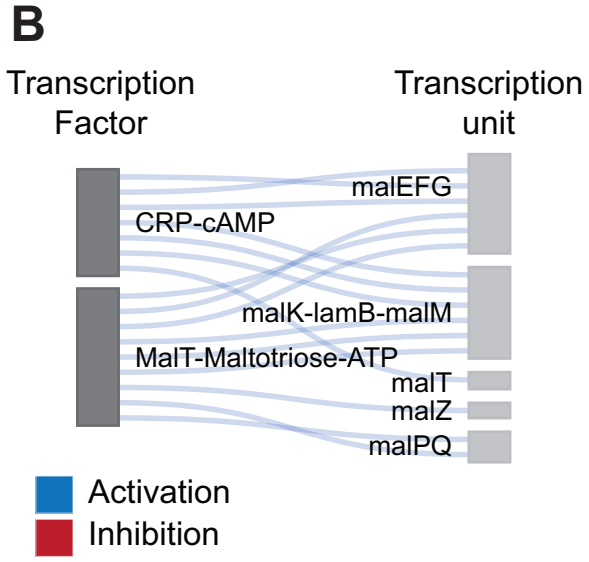 B
Transcription
Factor
Transcription
unit
malEFG
CRP-cAMP
malK-lamB-malM
MalT-Maltotriose-ATP
malT
malZ
malPQ
Activation
Inhibition